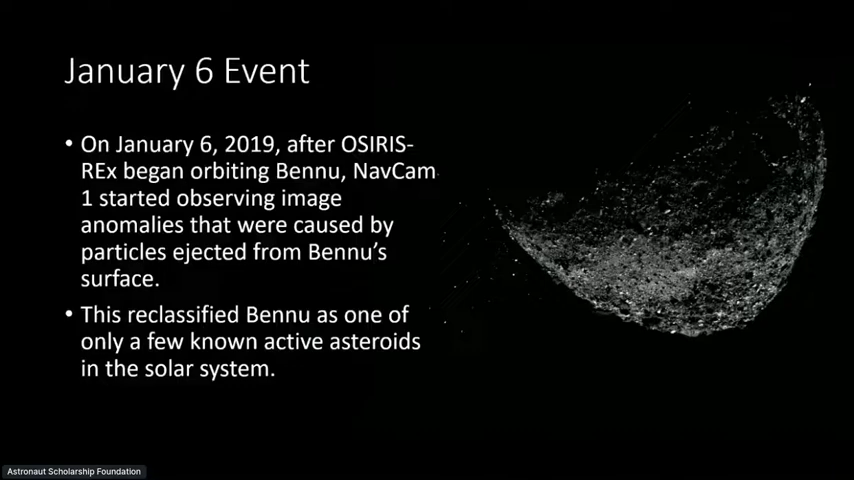 January 6 Event
• On January 6, 2019, after OSIRIS-
REx began orbiting Bennu, NavCam
1 started observing image
anomalies that were caused by
particles ejected from Bennu’s
surface.
• This reclassified Bennu as one of
only a few known active asteroids
in the solar system.
Astronaut Scholarship Foundation